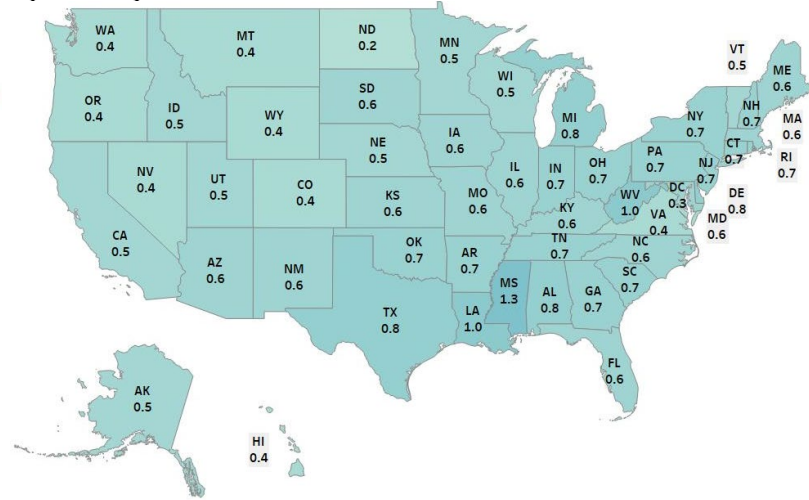 WA
0.4
MT
0.4
ND
0.2
MN
0.5
VT
0.5
ME
0.6
OR
0.4
ID
0.5
WY
0.4
SD
0.6
WI
0.5
MI
0.8
NY
0.7
NH
0.7
MA
0.6
NV
0.4
UT
0.5
CO
0.4
NE
0.5
IA
0.6
IL
0.6
IN
0.7
OH
0.7
PA
0.7
NJ
0.7
CT
0.7
RI
0.7
CA
0.5
KS
0.6
MO
0.6
KY
0.6
WV
1.0
VA
0.4
DC
0.3
MD
0.6
DE
0.8
AZ
0.6
NM
0.6
OK
0.7
AR
0.7
TN
0.7
NC
0.6
SC
0.7
TX
0.8
LA
1.0
MS
1.3
AL
0.8
GA
0.7
FL
0.6
AK
0.5
HI
0.4